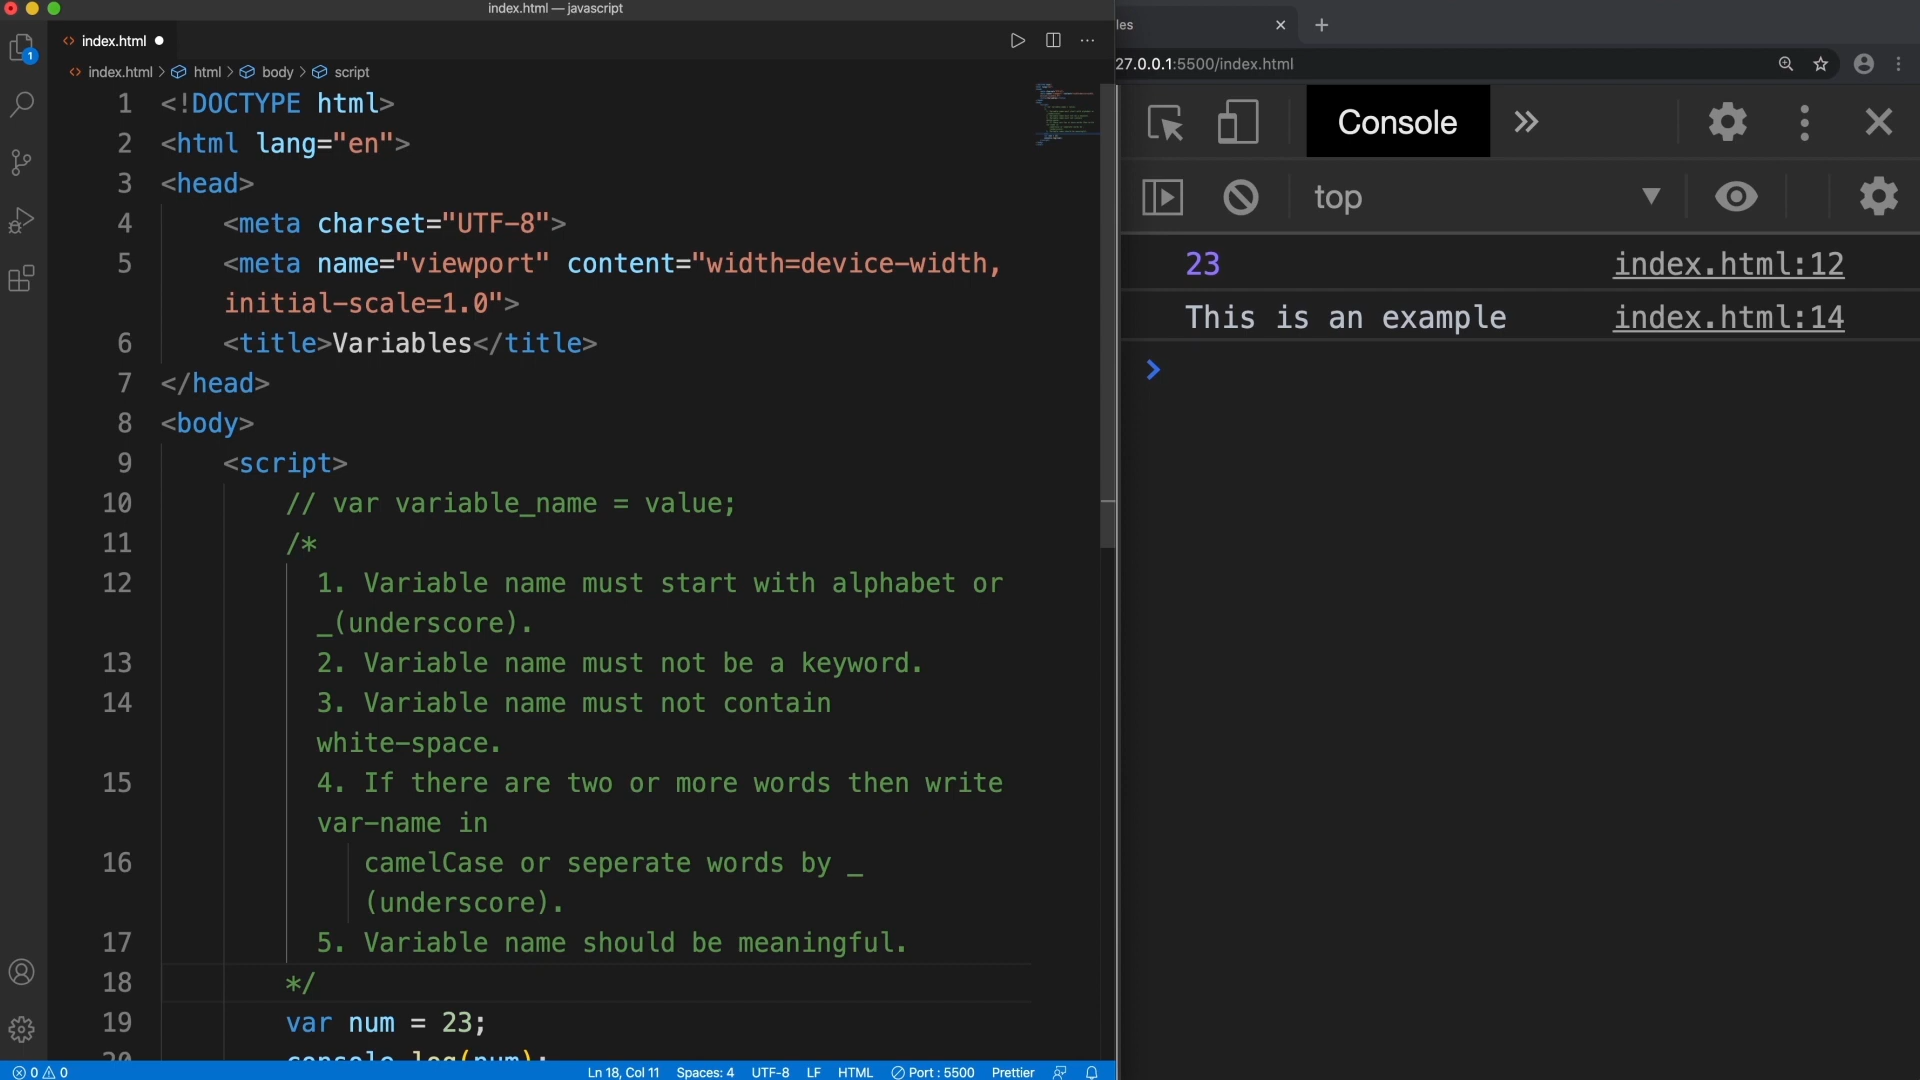 index.html — javascript
index.html
index.html > html > body > script
1 <!DOCTYPE html>
2 <html lang="en">
3 <head>
4 <meta charset="UTF-8">
5 <meta name="viewport" content="width=device-width,
initial-scale=1.0">
6 <title>Variables</title>
7 </head>
8 <body>
9 <script>
10 // var variable_name = value;
11 /*
12 1. Variable name must start with alphabet or
_(underscore).
13 2. Variable name must not be a keyword.
14 3. Variable name must not contain
white-space.
15 4. If there are two or more words then write
var-name in
16 camelCase or seperate words by _
(underscore).
17 5. Variable name should be meaningful.
18 */
19 var num = 23;
20 console.log(num);
1
0 0
Ln 18, Col 11 Spaces: 4 UTF-8 LF HTML Port : 5500 Prettier
les
27.0.0.1:5500/index.html
Console
top
23 index.html:12
This is an example index.html:14